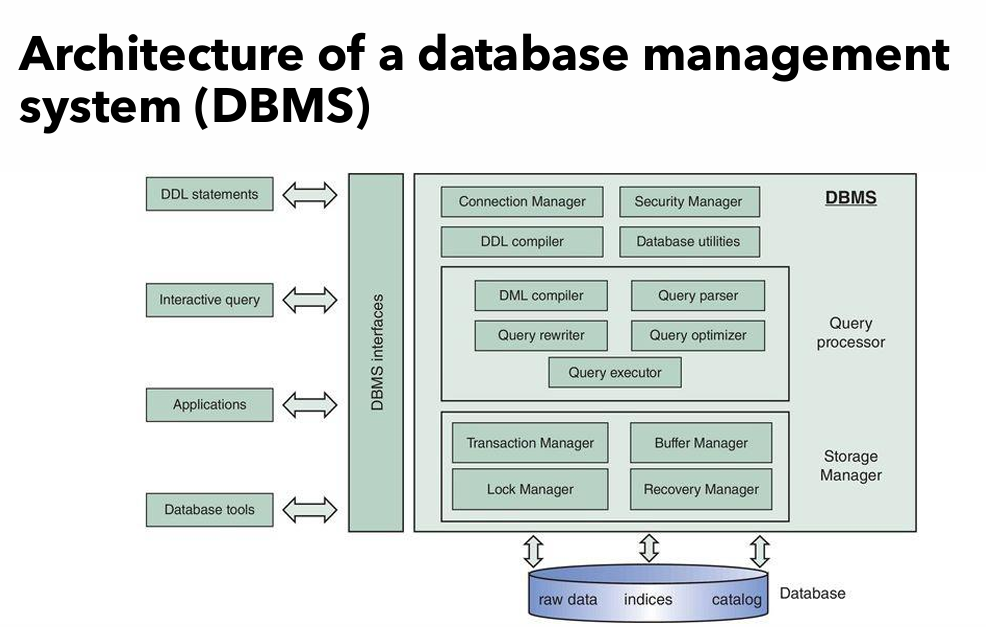 Architecture of a database management
system (DBMS)
DDL statements
Interactive query
Applications
Database tools
DBMS interfaces
DBMS
Connection Manager
Security Manager
DDL compiler
Database utilities
DML compiler
Query parser
Query rewriter
Query optimizer
Query executor
Query
processor
Transaction Manager
Buffer Manager
Lock Manager
Recovery Manager
Storage
Manager
raw data
indices
catalog
Database